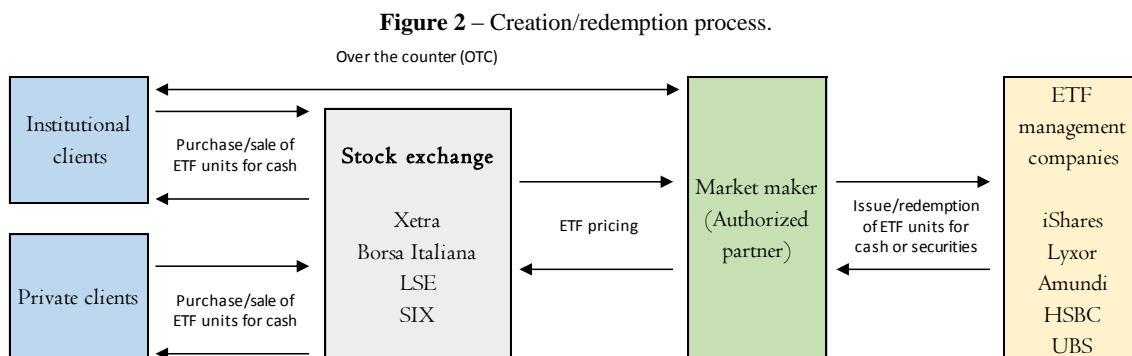 Figure 2 – Creation/redemption process.
Over the counter (OTC)
Institutional
clients
Purchase/sale of
ETF units for cash
Private clients
Purchase/sale of
ETF units for cash
Stock exchange
Xetra
Borsa Italiana
LSE
SIX
ETF pricing
Market maker
(Authorized
partner)
Issue/redemption
of ETF units for
cash or securities
ETF
management
companies
iShares
Lyxor
Amundi
HSBC
UBS